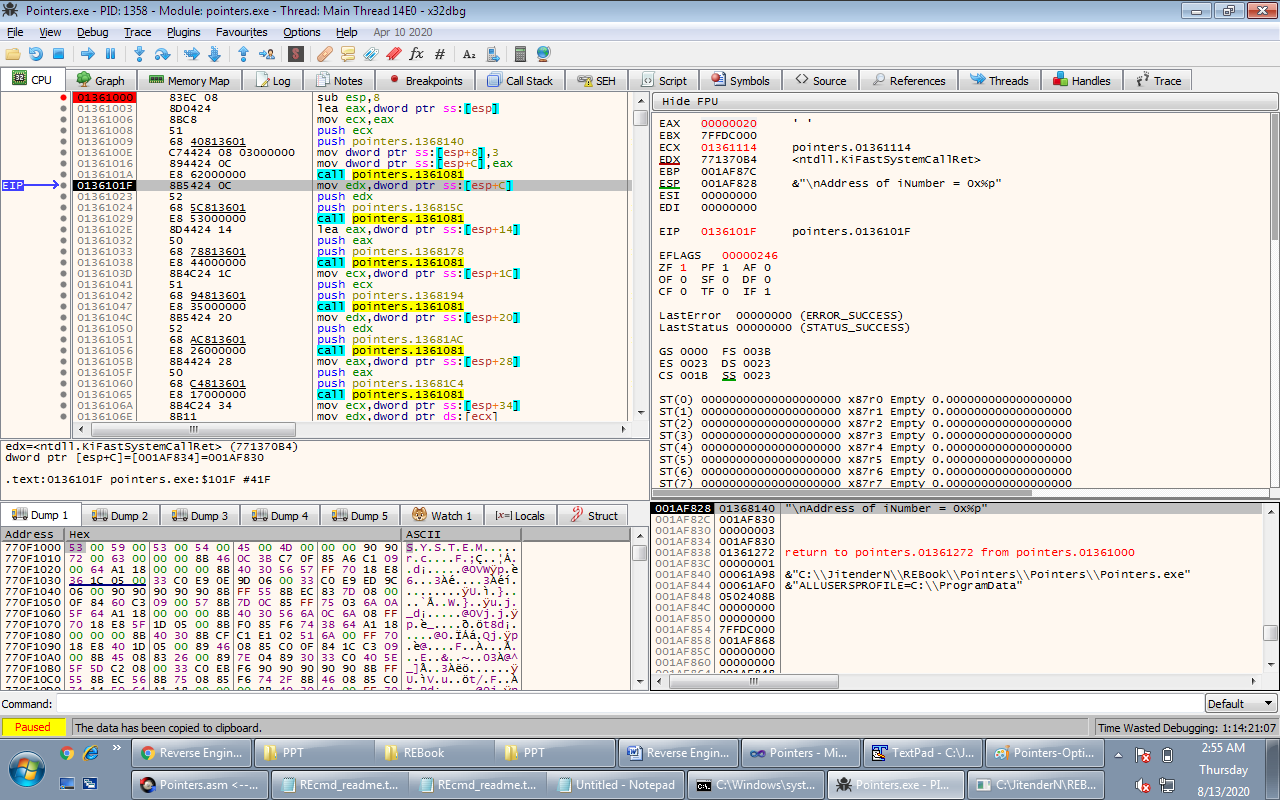 Pointers.exe - PID: 1358 - Module: pointers.exe - Thread: Main Thread 14E0 - x32dbg
File View Debug Trace Plugins Favourites Options Help Apr 10 2020
CPU Graph Memory Map Log Notes Breakpoints Call Stack SEH Script Symbols Source References Threads Handles Trace
01361000 83EC 08 sub esp,8
01361003 8D0424 lea eax,dword ptr ss:[esp]
01361006 8BC8 mov ecx,eax
01361008 51 push ecx
01361009 68 40813601 push pointers.1368140
0136100E C74424 08 03000000 mov dword ptr ss:[esp+8],3
01361016 894424 0C mov dword ptr ss:[esp+C],eax
0136101A E8 62000000 call pointers.1361081
EIP 0136101F 8B5424 0C mov edx,dword ptr ss:[esp+C]
01361023 52 push edx
01361024 68 5C813601 push pointers.136815C
01361029 E8 53000000 call pointers.1361081
0136102E 8D4424 14 lea eax,dword ptr ss:[esp+14]
01361032 50 push eax
01361033 68 78813601 push pointers.1368178
01361038 E8 44000000 call pointers.1361081
0136103D 8B4C24 1C mov ecx,dword ptr ss:[esp+1C]
01361041 51 push ecx
01361042 68 94813601 push pointers.1368194
01361047 E8 35000000 call pointers.1361081
0136104C 8B5424 20 mov edx,dword ptr ss:[esp+20]
01361050 52 push edx
01361051 68 AC813601 push pointers.13681AC
01361056 E8 26000000 call pointers.1361081
0136105B 8B4424 28 mov eax,dword ptr ss:[esp+28]
0136105F 50 push eax
01361060 68 C4813601 push pointers.13681C4
01361065 E8 17000000 call pointers.1361081
0136106A 8B4C24 34 mov ecx,dword ptr ss:[esp+34]
0136106E 8B11 mov edx,dword ptr ds:[ecx]
edx=<ntdll.KiFastSystemCallRet> (771370B4)
dword ptr [esp+C]=[001AF834]=001AF830
.text:0136101F pointers.exe:$101F #41F
Hide FPU
EAX 00000020 ' '
EBX 7FFDC000
ECX 01361114 pointers.01361114
EDX 771370B4 <ntdll.KiFastSystemCallRet>
EBP 001AF87C
ESP 001AF828 &"\nAddress of iNumber = 0x%p"
ESI 00000000
EDI 00000000
EIP 0136101F pointers.0136101F
EFLAGS 00000246
ZF 1 PF 1 AF 0
OF 0 SF 0 DF 0
CF 0 TF 0 IF 1
LastError 00000000 (ERROR_SUCCESS)
LastStatus 00000000 (STATUS_SUCCESS)
GS 0000 FS 003B
ES 0023 DS 0023
CS 001B SS 0023
ST(0) 00000000000000000000 x87r0 Empty 0.000000000000000000
ST(1) 00000000000000000000 x87r1 Empty 0.000000000000000000
ST(2) 00000000000000000000 x87r2 Empty 0.000000000000000000
ST(3) 00000000000000000000 x87r3 Empty 0.000000000000000000
ST(4) 00000000000000000000 x87r4 Empty 0.000000000000000000
ST(5) 00000000000000000000 x87r5 Empty 0.000000000000000000
ST(6) 00000000000000000000 x87r6 Empty 0.000000000000000000
ST(7) 00000000000000000000 x87r7 Empty 0.000000000000000000
Dump 1 Dump 2 Dump 3 Dump 4 Dump 5 Watch 1 [x=] Locals Struct
Address Hex ASCII
770F1000 53 00 59 00 53 00 54 00 45 00 4D 00 00 00 90 90 S.Y.S.T.E.M.....
770F1010 72 00 63 00 00 00 8B 46 0C 3B C7 0F 85 A6 C1 09
770F1020 00 64 A1 18 00 00 00 8B 40 30 56 57 FF 70 18 E8
770F1030 36 1C 05 00 33 C0 E9 0E 9D 06 00 33 C0 E9 ED 9C
770F1040 06 00 90 90 90 90 90 8B FF 55 8B EC 83 7D 08 00
770F1050 0F 84 60 C3 09 00 57 8B 7D 0C 85 FF 75 03 6A 0A
770F1060 5F 64 A1 18 00 00 00 8B 40 30 56 6A 0C 6A 08 FF
770F1070 70 18 E8 5F 1D 05 00 8B F0 85 F6 74 38 64 A1 18
770F1080 00 00 00 8B 40 30 8B CF C1 E1 02 51 6A 00 FF 70
770F1090 18 E8 40 1D 05 00 89 46 08 85 C0 0F 84 1C C3 09
770F10A0 00 8B 45 08 83 26 00 89 7E 04 89 30 33 C0 40 5E
770F10B0 5F 5D C2 08 00 33 C0 EB F6 90 90 90 90 90 8B FF
770F10C0 55 8B EC 56 8B 75 08 85 F6 74 2F 8B 46 08 85 C0
001AF828 01368140 "\nAddress of iNumber = 0x%p"
001AF82C 001AF830
001AF830 00000003
001AF834 001AF830
001AF838 01361272 return to pointers.01361272 from pointers.01361000
001AF83C 00000001
001AF840 00061A98 &"C:\\JitenderN\\REBook\\Pointers\\Pointers\\Pointers.exe"
001AF844 00061AF0 &"ALLUSERSPROFILE=C:\\ProgramData"
001AF848 0502408B
001AF84C 00000000
001AF850 00000000
001AF854 7FFDC000
001AF858 001AF868
001AF85C 00000000
001AF860 00000000
Command: Default
Paused The data has been copied to clipboard. Time Wasted Debugging: 1:14:21:07
Reverse Engin... PPT REBook PPT Reverse Engin... Pointers - Mi... TextPad - C:\J... Pointers-Opti... 2:55 AM
Thursday
Pointers.asm <--... REcmd_readme.t... REcmd_readme.t... Untitled - Notepad C:\Windows\syst... Pointers.exe - PI... C:\JitenderN\REB... 8/13/2020